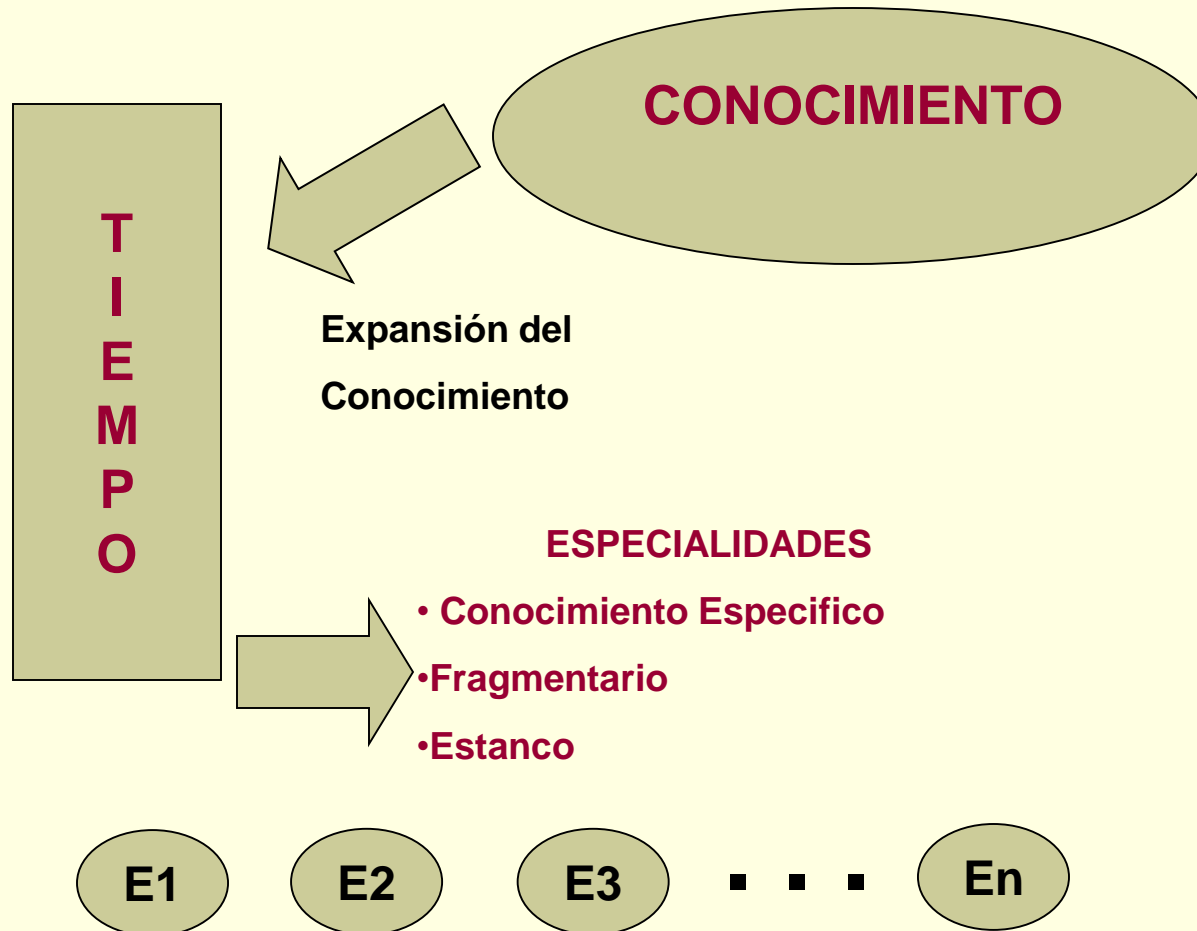 CONOCIMIENTO
T
I
E
M
P
O
Expansión del
Conocimiento
ESPECIALIDADES
• Conocimiento Especifico
•Fragmentario
•Estanco
E1 E2 E3 . . . En